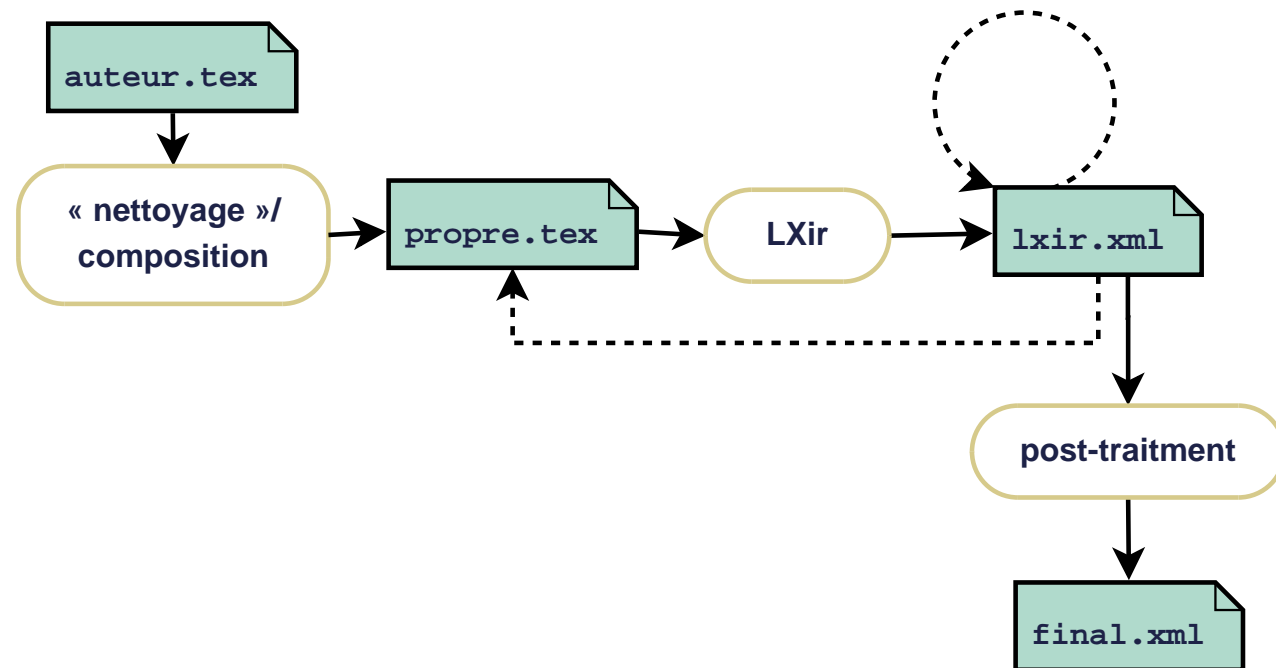 auteur.tex
« nettoyage »/
composition
propre.tex
LXir
lxir.xml
post-traitment
final.xml